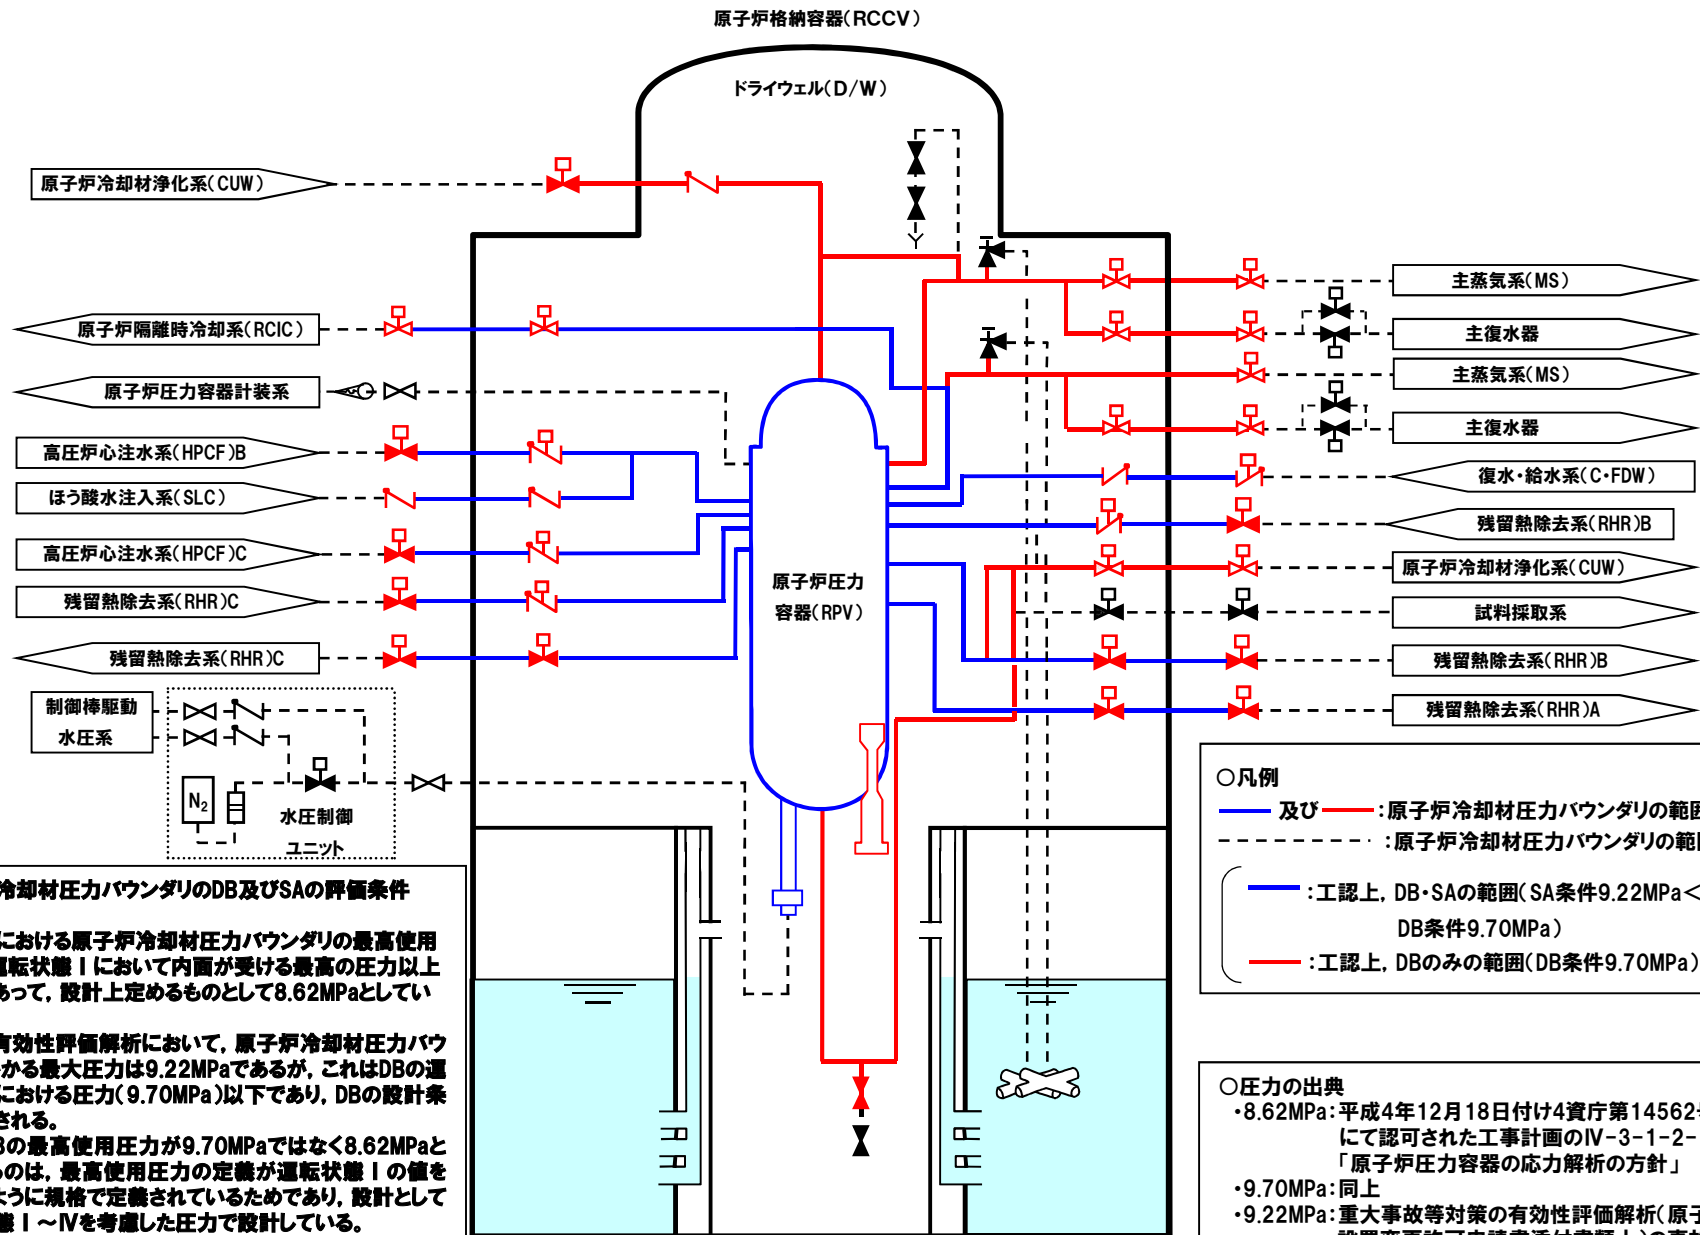 原子炉格納容器(RCCV)
ドライウェル(D/W)
原子炉冷却材浄化系(CUW)
原子炉隔離時冷却系(RCIC)
原子炉圧力容器計装系
高圧炉心注水系(HPCF)B
ほう酸水注入系(SLC)
高圧炉心注水系(HPCF)C
残留熱除去系(RHR)C
残留熱除去系(RHR)C
制御棒駆動
水圧系
N2
水圧制御
ユニット
原子炉圧力
容器(RPV)
主蒸気系(MS)
主復水器
主蒸気系(MS)
主復水器
復水・給水系(C・FDW)
残留熱除去系(RHR)B
原子炉冷却材浄化系(CUW)
試料採取系
残留熱除去系(RHR)B
残留熱除去系(RHR)A
○凡例
及び :原子炉冷却材圧力バウンダリの範囲
:原子炉冷却材圧力バウンダリの範囲
:工認上, DB・SAの範囲(SA条件9.22MPa<
DB条件9.70MPa)
:工認上, DBのみの範囲(DB条件9.70MPa)
冷却材圧力バウンダリのDB及びSAの評価条件
における原子炉冷却材圧力バウンダリの最高使用
運転状態Ⅰにおいて内面が受ける最高の圧力以上
あって, 設計上定めるものとして8.62MPaとしてい
有効性評価解析において, 原子炉冷却材圧力バウ
かる最大圧力は9.22MPaであるが, これはDBの運
における圧力(9.70MPa)以下であり, DBの設計条
される。
Bの最高使用圧力が9.70MPaではなく8.62MPaと
るのは, 最高使用圧力の定義が運転状態Ⅰの値を
ように規格で定義されているためであり, 設計として
態Ⅰ～Ⅳを考慮した圧力で設計している。
○圧力の出典
・8.62MPa:平成4年12月18日付け4資庁第14562号
にて認可された工事計画のⅣ-3-1-2-
「原子炉圧力容器の応力解析の方針」
・9.70MPa:同上
・9.22MPa:重大事故等対策の有効性評価解析(原子